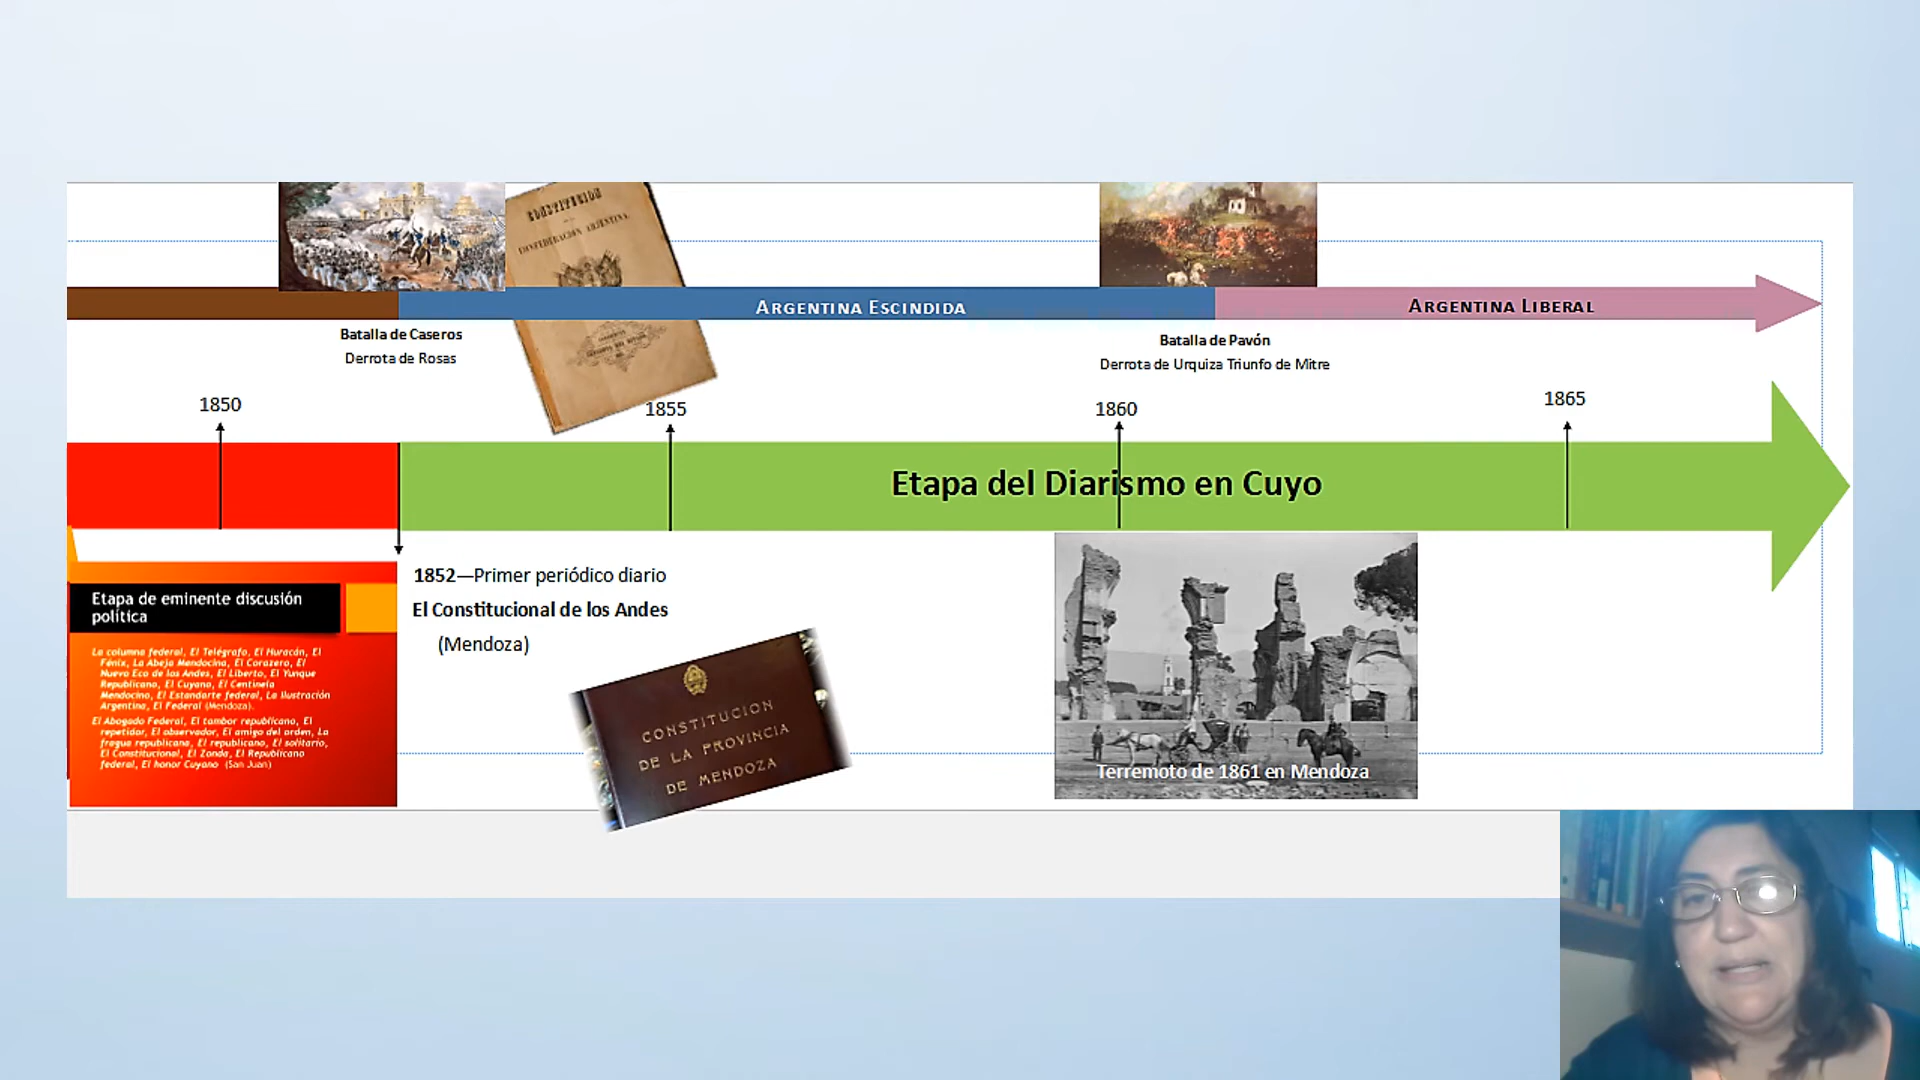 CONSTITUCION
CONFEDERACION ARJENTINA
ARGENTINA ESCINDIDA
ARGENTINA LIBERAL
Batalla de Caseros
Derrota de Rosas
Batalla de Pavón
Derrota de Urquiza Triunfo de Mitre
1850
1855
1860
1865
Etapa del Diarismo en Cuyo
1852—Primer periódico diario
El Constitucional de los Andes
(Mendoza)
Etapa de eminente discusión
política
La columna federal, El Telégrafo, El Huracán, El
Fénix, La Abeja Mendocina, El Corazero, El
Nuevo Eco de los Andes, El Liberto, El Yunque
Republicano, El Cuyano, El Centinela
Mendocino, El Estandarte federal, La Ilustración
Argentina, El Federal (Mendoza).
El Abogado Federal, El tambor republicano, El
repetidor, El observador, El amigo del orden, La
fragua republicana, El republicano, El solitario,
El Constitucional, El Zonda, El Republicano
federal, El honor Cuyano (San Juan)
CONSTITUCION
DE LA PROVINCIA
DE MENDOZA
Terremoto de 1861 en Mendoza